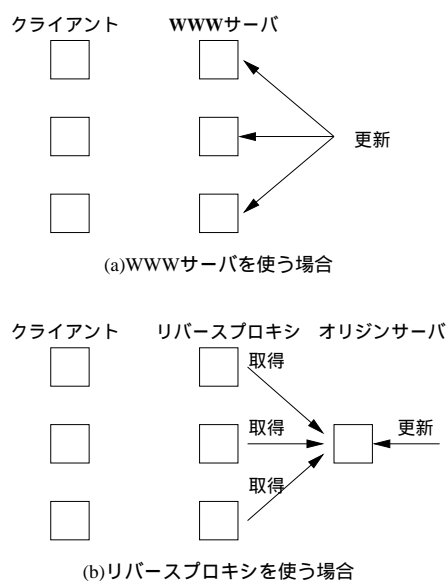 クライアント WWWサーバ
更新
(a)WWWサーバを使う場合
クライアント リバースプロキシ オリジンサーバ
取得
取得 更新
取得
(b)リバースプロキシを使う場合